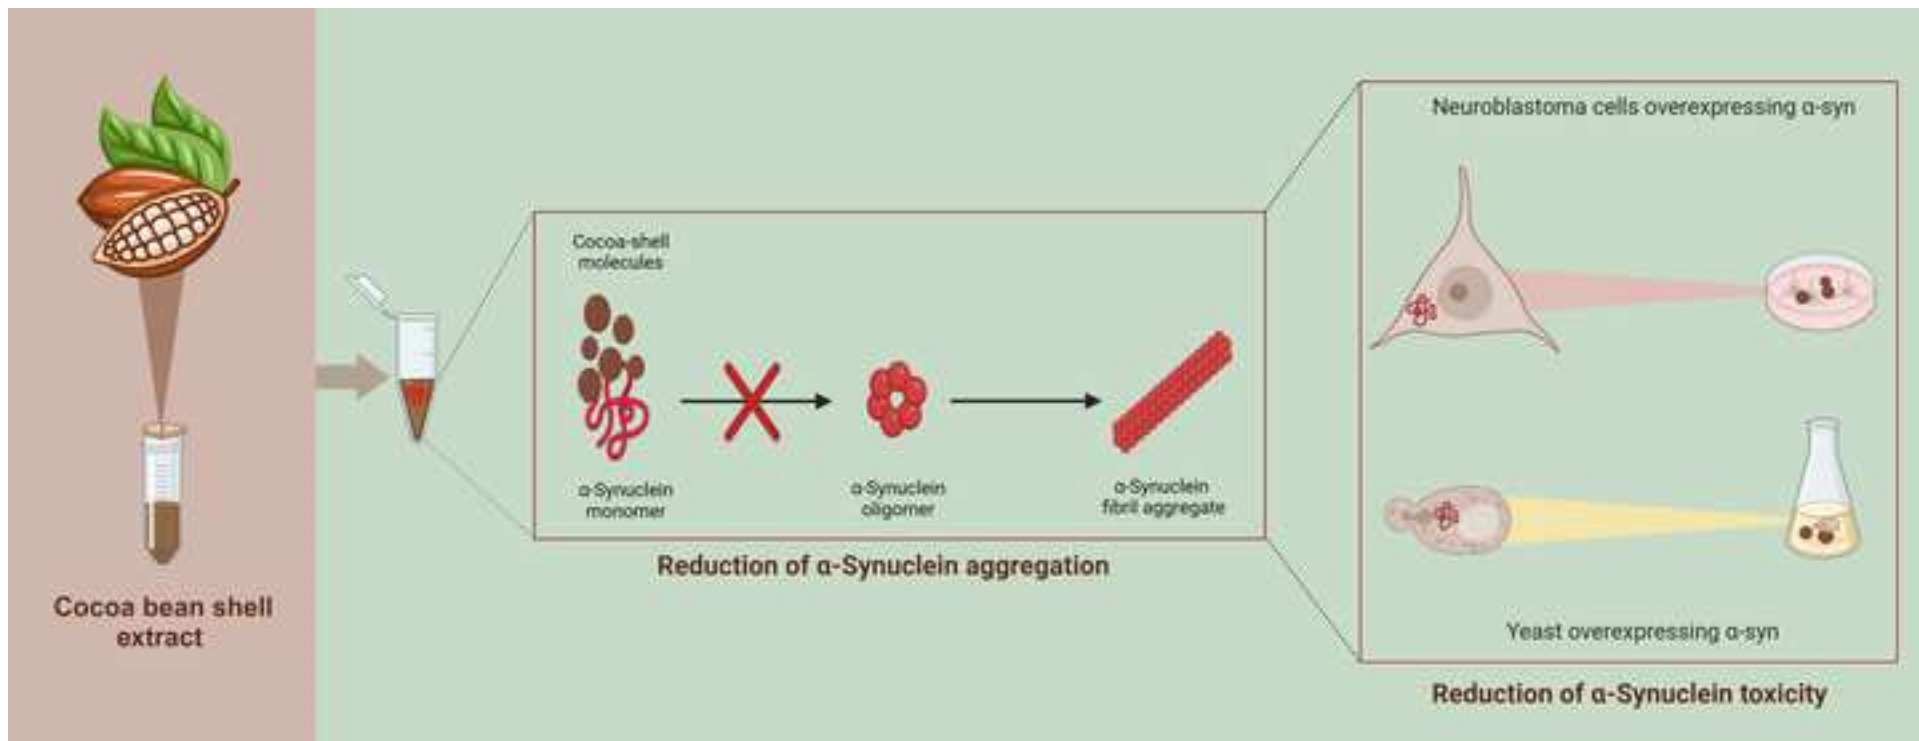 Cocoa bean shell
extract
Cocoa-shell
molecules
α-Synuclein
monomer
α-Synuclein
oligomer
α-Synuclein
fibril aggregate
Reduction of α-Synuclein aggregation
Neuroblastoma cells overexpressing α-syn
Yeast overexpressing α-syn
Reduction of α-Synuclein toxicity